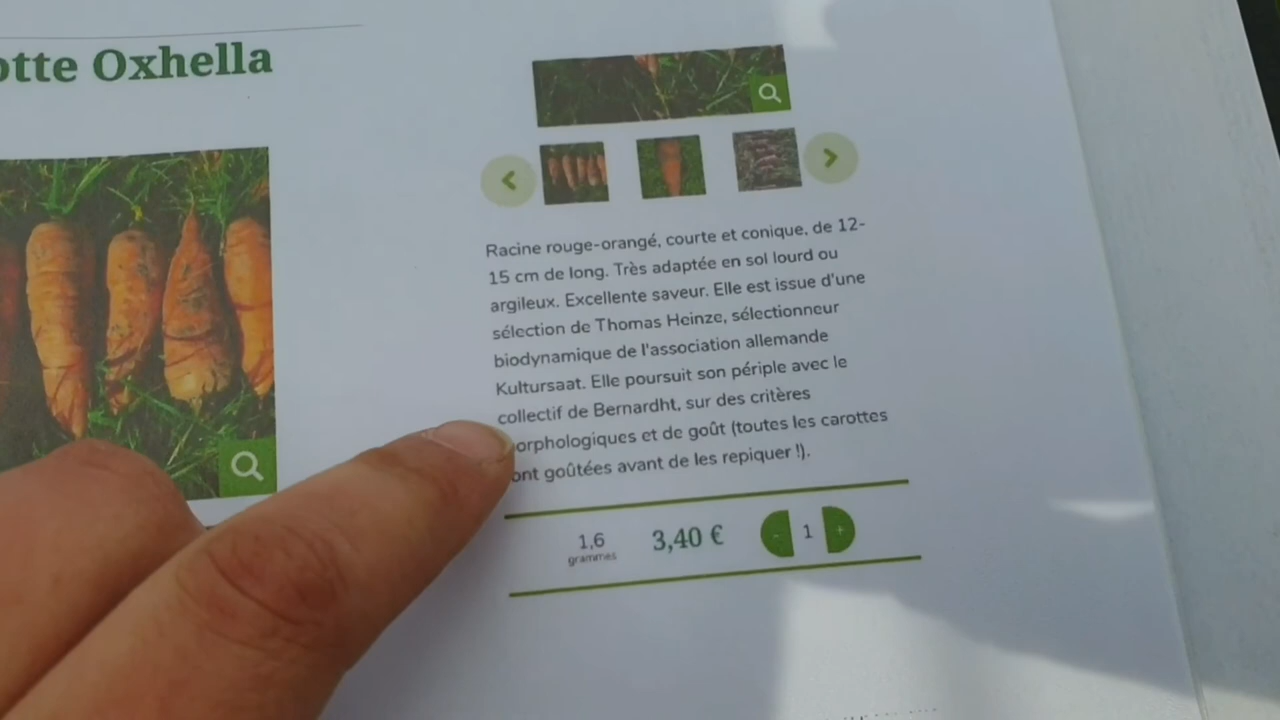 otte Oxhella
Racine rouge-orangé, courte et conique, de 12-
15 cm de long. Très adaptée en sol lourd ou
argileux. Excellente saveur. Elle est issue d'une
sélection de Thomas Heinze, sélectionneur
biodynamique de l'association allemande
Kultursaat. Elle poursuit son périple avec le
collectif de Bernardht, sur des critères
orphologiques et de goût (toutes les carottes
ont goûtées avant de les repiquer !).
1,6 3,40 € - 1 +
grammes